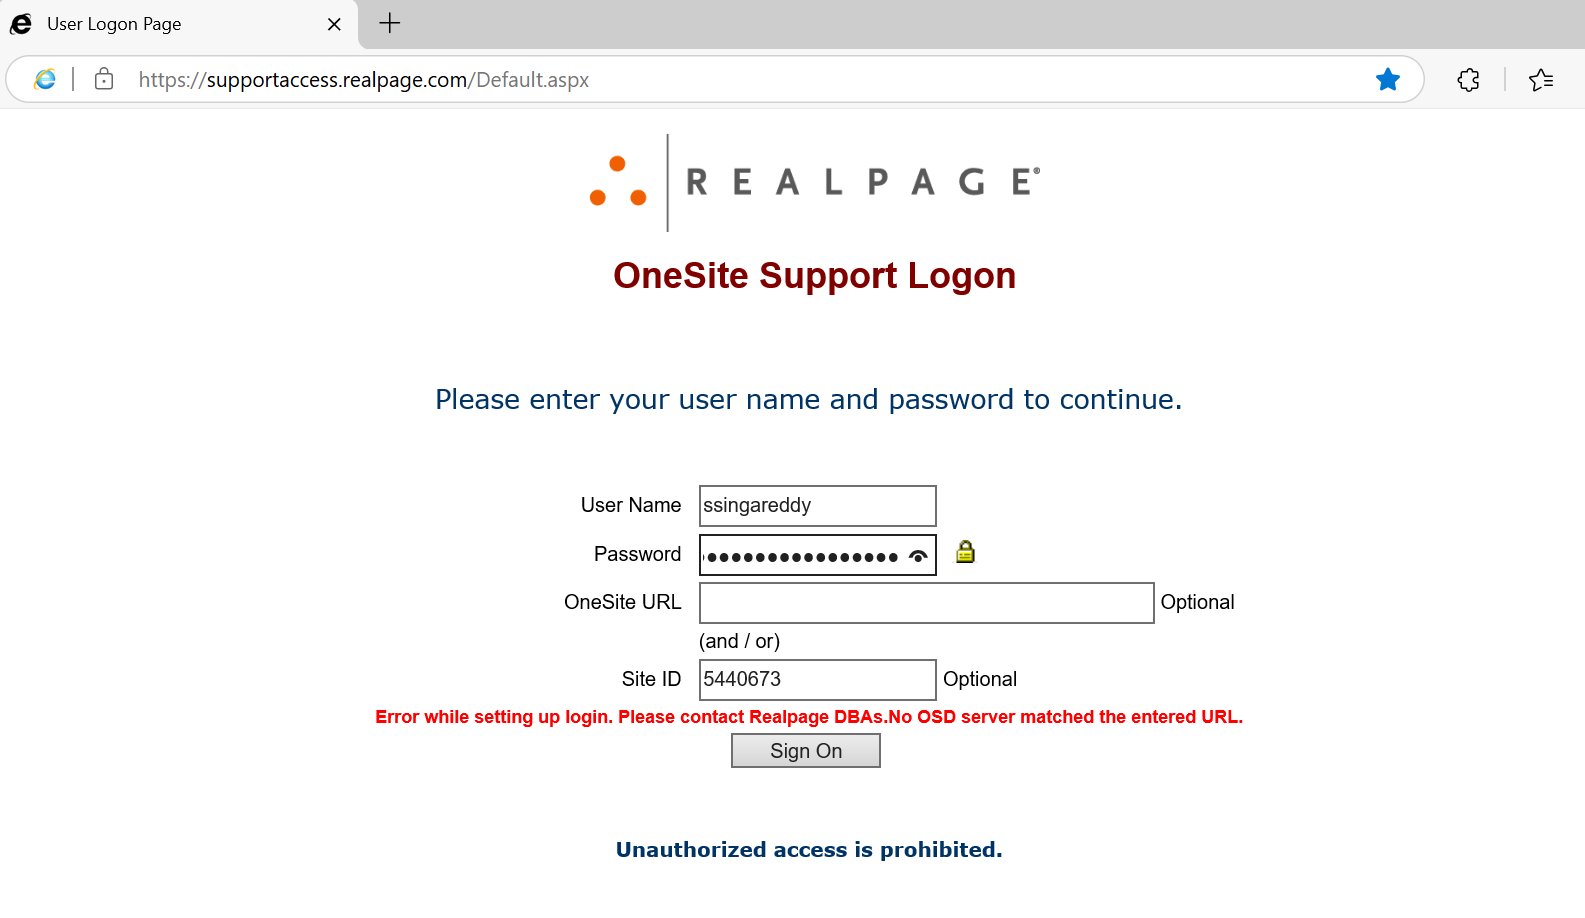 User Logon Page
https://supportaccess.realpage.com/Default.aspx
REALPAGE®
OneSite Support Logon
Please enter your user name and password to continue.
User Name ssingareddy
Password
OneSite URL Optional
(and / or)
Site ID 5440673 Optional
Error while setting up login. Please contact Realpage DBAs.No OSD server matched the entered URL.
Sign On
Unauthorized access is prohibited.